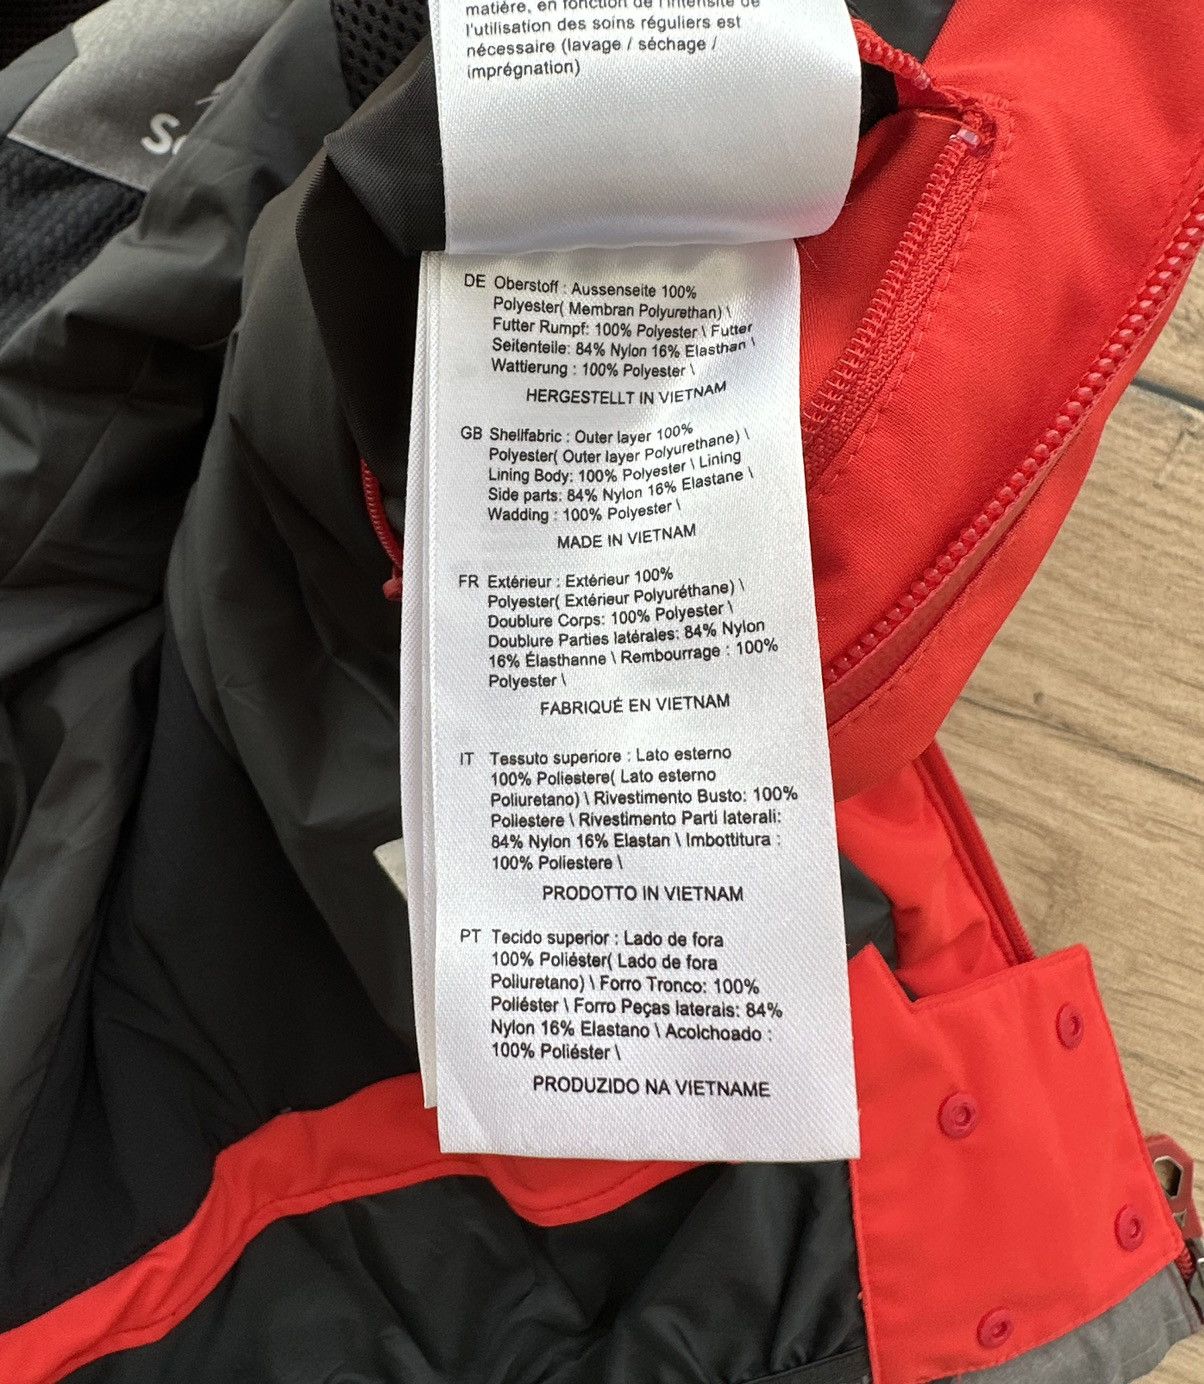 matière, en fonction de l'intensité de
l'utilisation des soins réguliers est
nécessaire (lavage / séchage /
imprégnation)
DE Oberstoff : Aussenseite 100%
Polyester( Membran Polyurethan) \
Futter Rumpf: 100% Polyester \ Futter
Seitenteile: 84% Nylon 16% Elasthan \
Wattierung : 100% Polyester \
HERGESTELLT IN VIETNAM
GB Shellfabric : Outer layer 100%
Polyester( Outer layer Polyurethane) \
Lining Body: 100% Polyester \ Lining
Side parts: 84% Nylon 16% Elastane \
Wadding : 100% Polyester \
MADE IN VIETNAM
FR Extérieur : Extérieur 100%
Polyester( Extérieur Polyuréthane) \
Doublure Corps: 100% Polyester \
Doublure Parties latérales: 84% Nylon
16% Élasthanne \ Rembourrage : 100%
Polyester \
FABRIQUÉ EN VIETNAM
IT Tessuto superiore : Lato esterno
100% Poliestere( Lato esterno
Poliuretano) \ Rivestimento Busto: 100%
Poliestere \ Rivestimento Parti laterali:
84% Nylon 16% Elastan \ Imbottitura :
100% Poliestere \
PRODOTTO IN VIETNAM
PT Tecido superior : Lado de fora
100% Poliéster( Lado de fora
Poliuretano) \ Forro Tronco: 100%
Poliéster \ Forro Peças laterais: 84%
Nylon 16% Elastano \ Acolchoado :
100% Poliéster \
PRODUZIDO NA VIETNAME